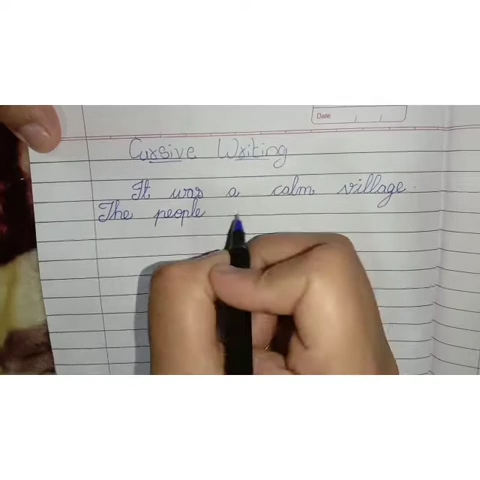 Date
Cursive Writing
It was a calm village.
The people